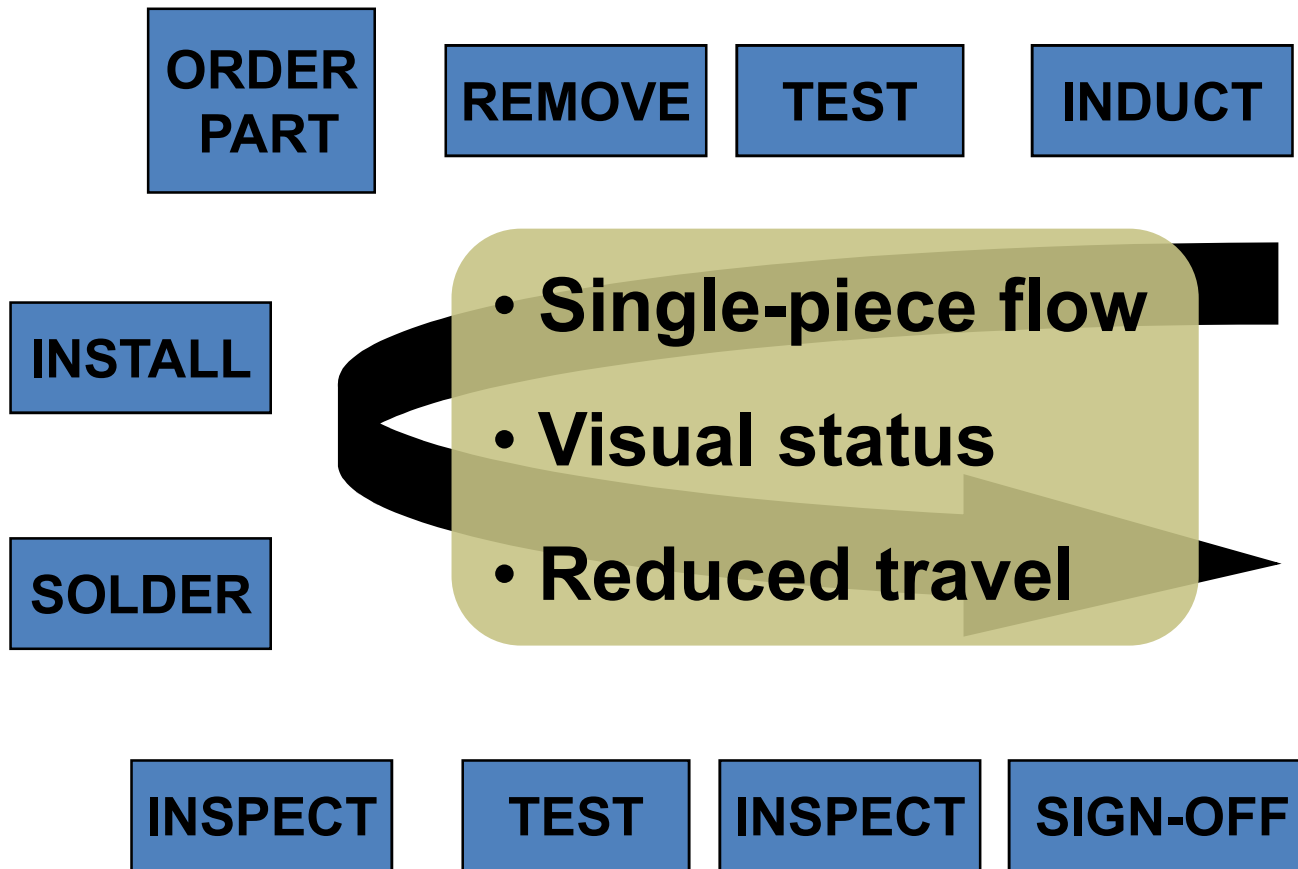 ORDER
PART
REMOVE
TEST
INDUCT
• Single-piece flow
INSTALL
• Visual status
• Reduced travel
SOLDER
INSPECT
TEST
INSPECT
SIGN-OFF